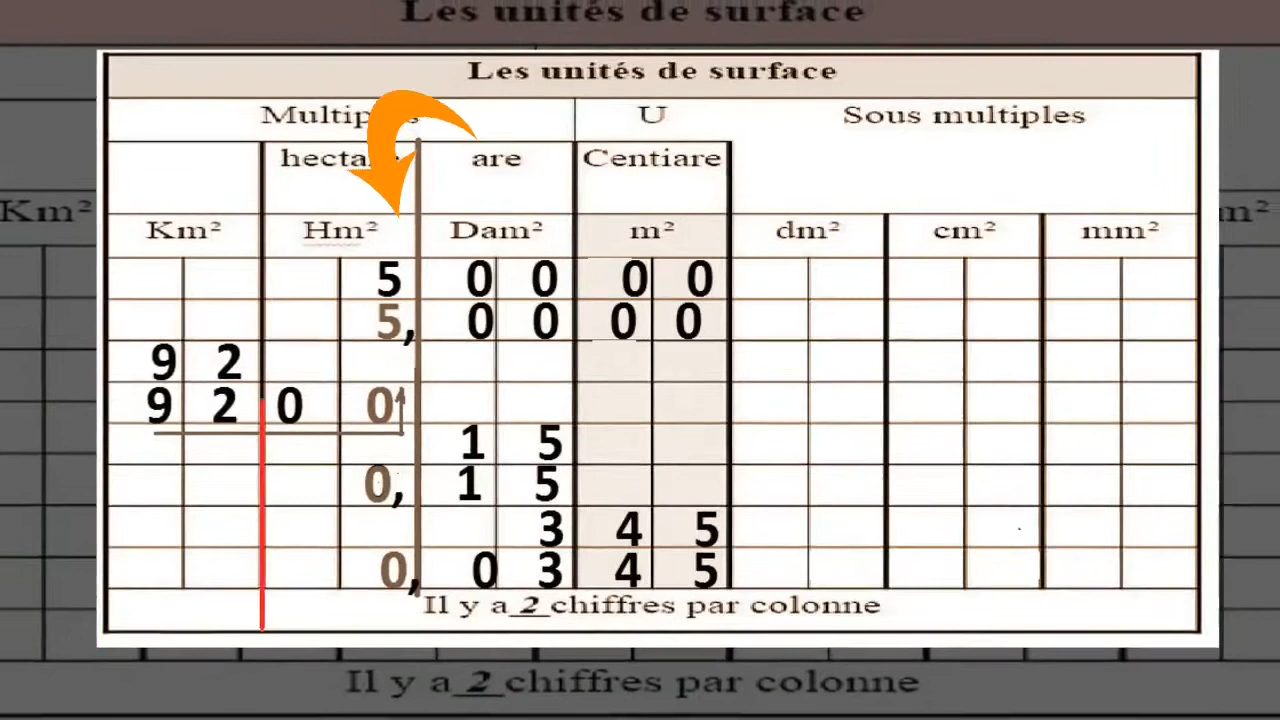 Les unités de surface
Les unités de surface
Multiples U Sous multiples
are Centiare
Km² Km² Hm² Dam² m² dm² cm² mm² m²
5 0 0 0 0
5, 0 0 0 0
9 2
9 2 0 0
1 5
0, 1 5
3 4 5
0, 0 3 4 5
Il y a 2 chiffres par colonne
Il y a 2 chiffres par colonne